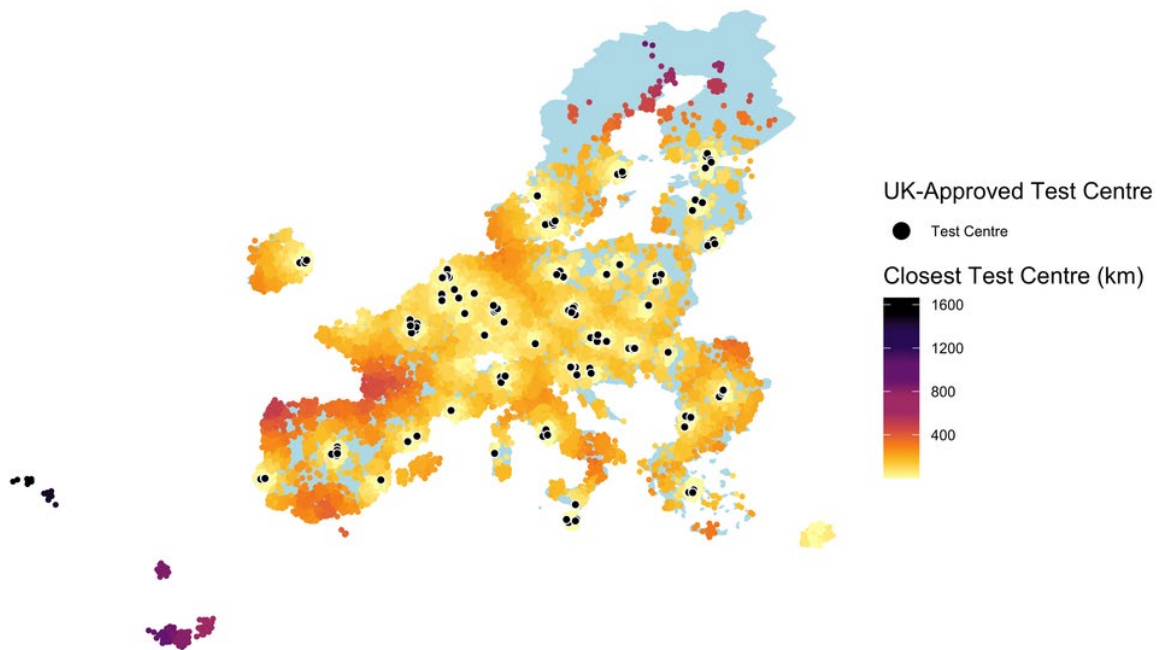 UK-Approved Test Centre
Test Centre
Closest Test Centre (km)
1600
1200
800
400